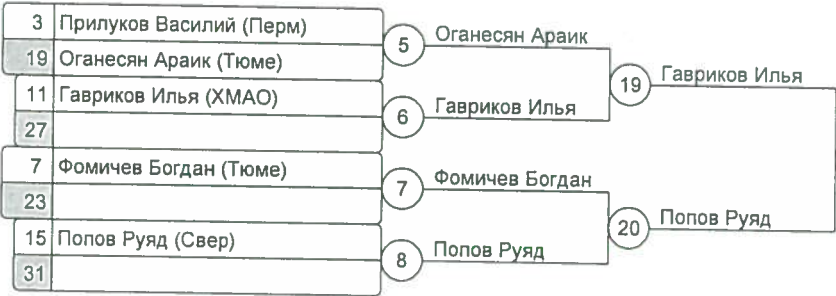 3 Прилуков Василий (Перм)
19 Оганесян Араик (Тюме)
5 Оганесян Араик
11 Гавриков Илья (ХМАО)
27
6 Гавриков Илья
19 Гавриков Илья
7 Фомичев Богдан (Тюме)
23
7 Фомичев Богдан
15 Попов Руяд (Свер)
31
8 Попов Руяд
20 Попов Руяд